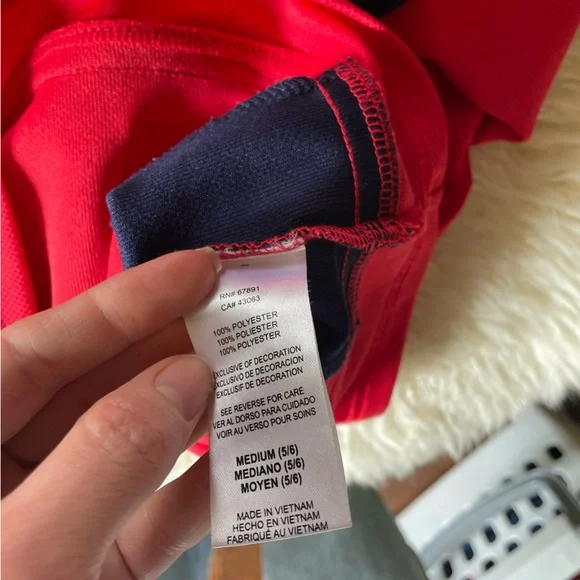 RN# 67891
CA# 43063
100% POLYESTER
100% POLIESTER
100% POLYESTER
EXCLUSIVE OF DECORATION
EXCLUSIVO DE DECORACIÓN
EXCLUSIF DE DECORATION
SEE REVERSE FOR CARE
VER AL DORSO PARA CUIDADO
VOIR AU VERSO POUR SOINS
MEDIUM (5/6)
MEDIANO (5/6)
MOYEN (5/6)
MADE IN VIETNAM
HECHO EN VIETNAM
FABRIQUÉ AU VIETNAM